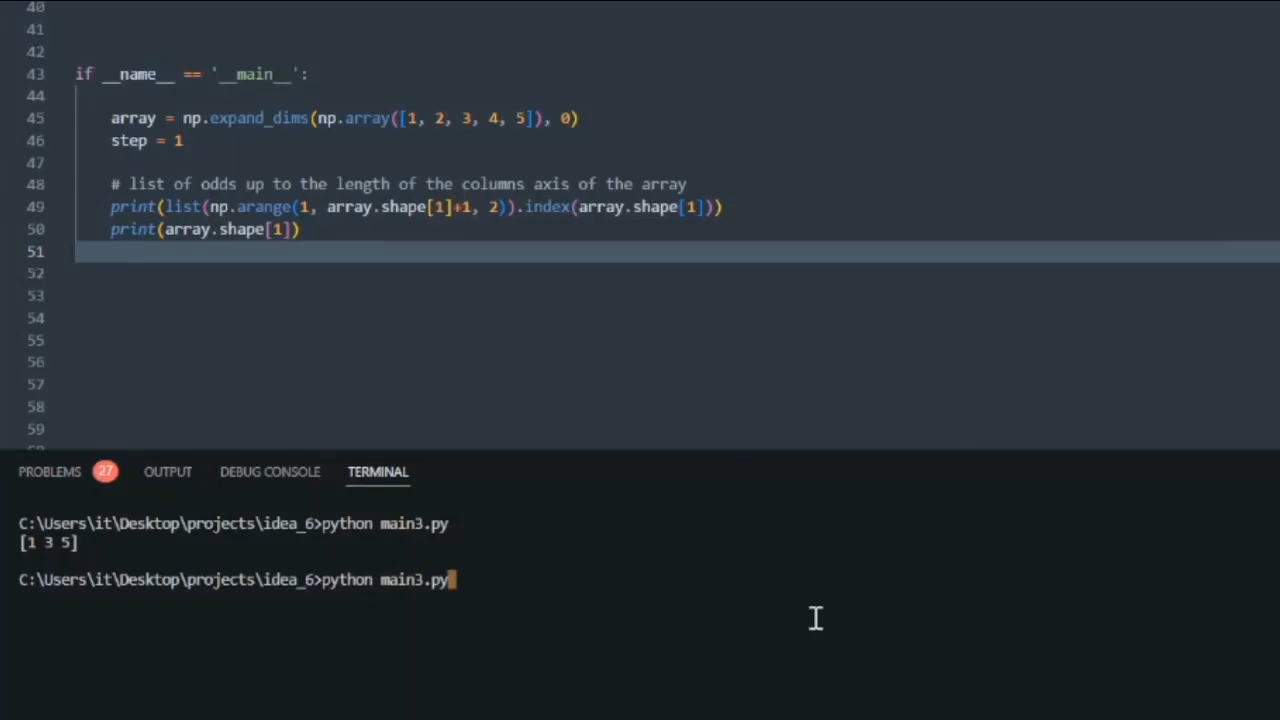 40
41
42
43 if __name__ == '__main__':
44
45 array = np.expand_dims(np.array([1, 2, 3, 4, 5]), 0)
46 step = 1
47
48 # list of odds up to the length of the columns axis of the array
49 print(list(np.arange(1, array.shape[1]+1, 2)).index(array.shape[1]))
50 print(array.shape[1])
51
52
53
54
55
56
57
58
59
PROBLEMS 27 OUTPUT DEBUG CONSOLE TERMINAL
C:\Users\it\Desktop\projects\idea_6>python main3.py
[1 3 5]
C:\Users\it\Desktop\projects\idea_6>python main3.py